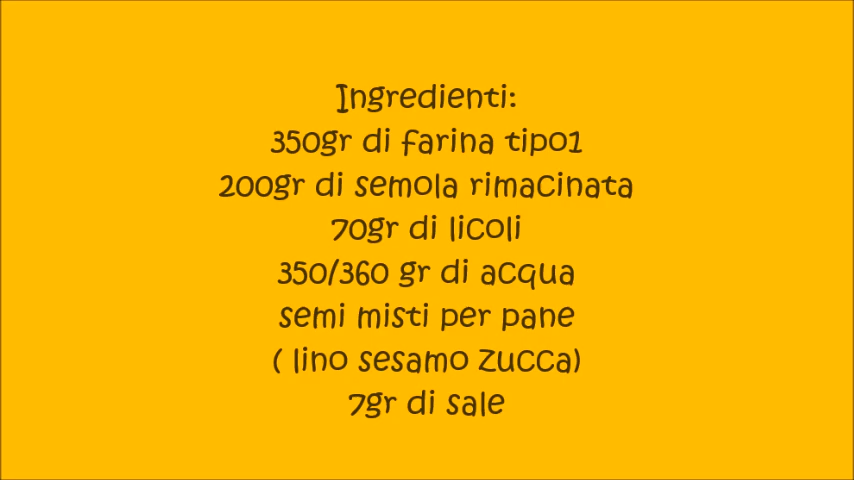 Ingredienti:
350gr di farina tipo1
200gr di semola rimacinata
70gr di licoli
350/360 gr di acqua
semi misti per pane
( lino sesamo zucca)
7gr di sale